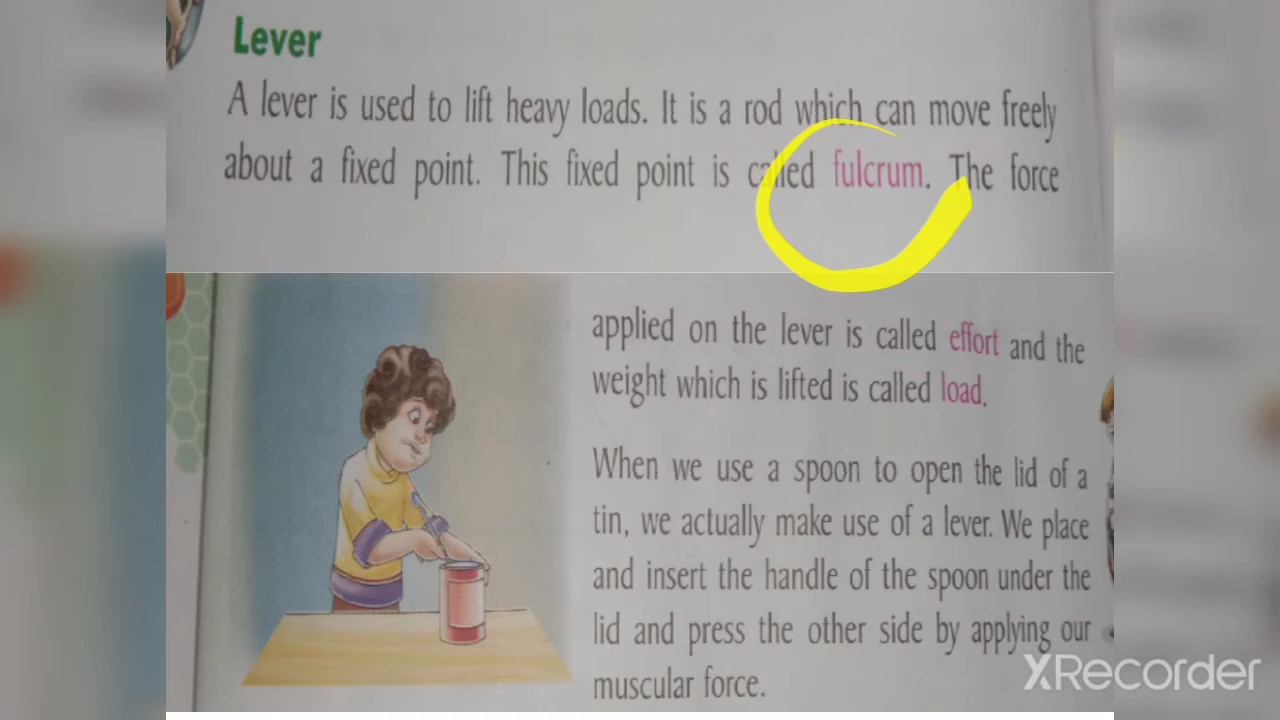 Lever
A lever is used to lift heavy loads. It is a rod which can move freely
about a fixed point. This fixed point is called fulcrum. The force
applied on the lever is called effort and the
weight which is lifted is called load.
When we use a spoon to open the lid of a
tin, we actually make use of a lever. We place
and insert the handle of the spoon under the
lid and press the other side by applying our
muscular force.
XRecorder